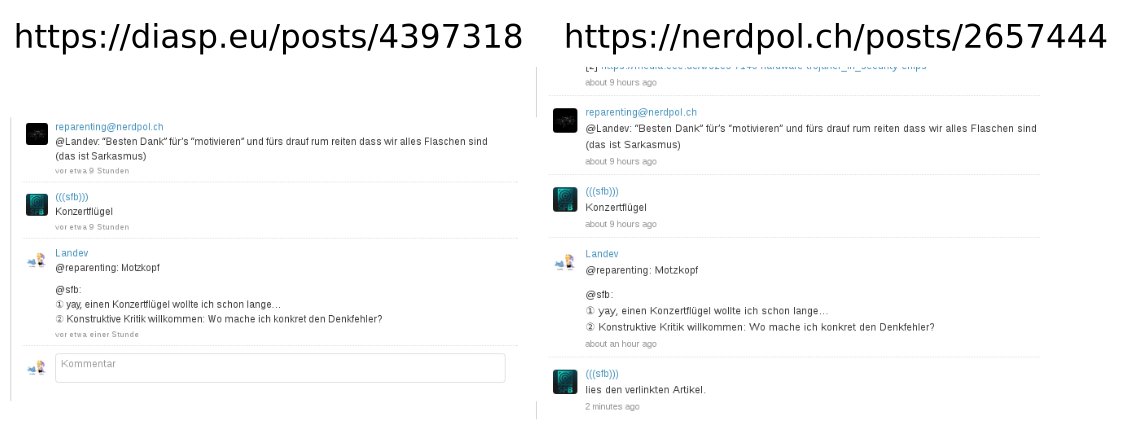 https://diasp.eu/posts/4397318
reparenting@nerdpol.ch
@Landev: “Besten Dank” für's “motivieren” und fürs drauf rum reiten dass wir alles Flaschen sind
(das ist Sarkasmus)
vor etwa 9 Stunden
(((sfb)))
Konzertflügel
vor etwa 9 Stunden
Landev
@reparenting: Motzkopf
@sfb:
① yay, einen Konzertflügel wollte ich schon lange…
② Konstruktive Kritik willkommen: Wo mache ich konkret den Denkfehler?
vor etwa einer Stunde
Kommentar
https://nerdpol.ch/posts/2657444
about 9 hours ago
reparenting@nerdpol.ch
@Landev: “Besten Dank” für's “motivieren” und fürs drauf rum reiten dass wir alles Flaschen sind
(das ist Sarkasmus)
about 9 hours ago
(((sfb)))
Konzertflügel
about 9 hours ago
Landev
@reparenting: Motzkopf
@sfb:
① yay, einen Konzertflügel wollte ich schon lange…
② Konstruktive Kritik willkommen: Wo mache ich konkret den Denkfehler?
about an hour ago
(((sfb)))
lies den verlinkten Artikel.
2 minutes ago